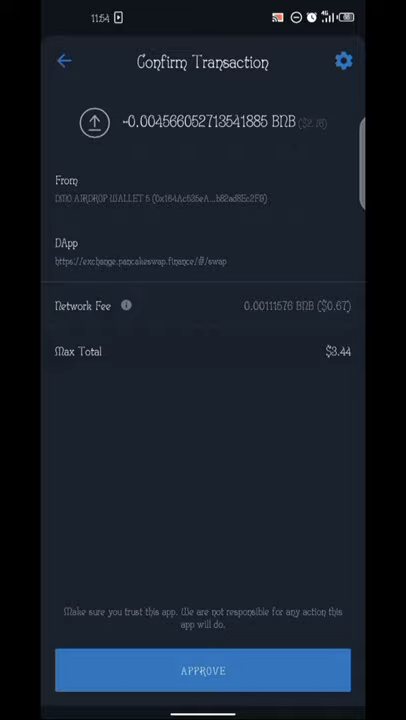 11:54
Confirm Transaction
-0.004566052713541885 BNB
From
DApp
https://exchange.pancakeswap.finance/#/swap
Network Fee
0.00111576 BNB ($0.67)
Max Total
$3.44
Make sure you trust this app. We are not responsible for any action this
app will do.
APPROVE